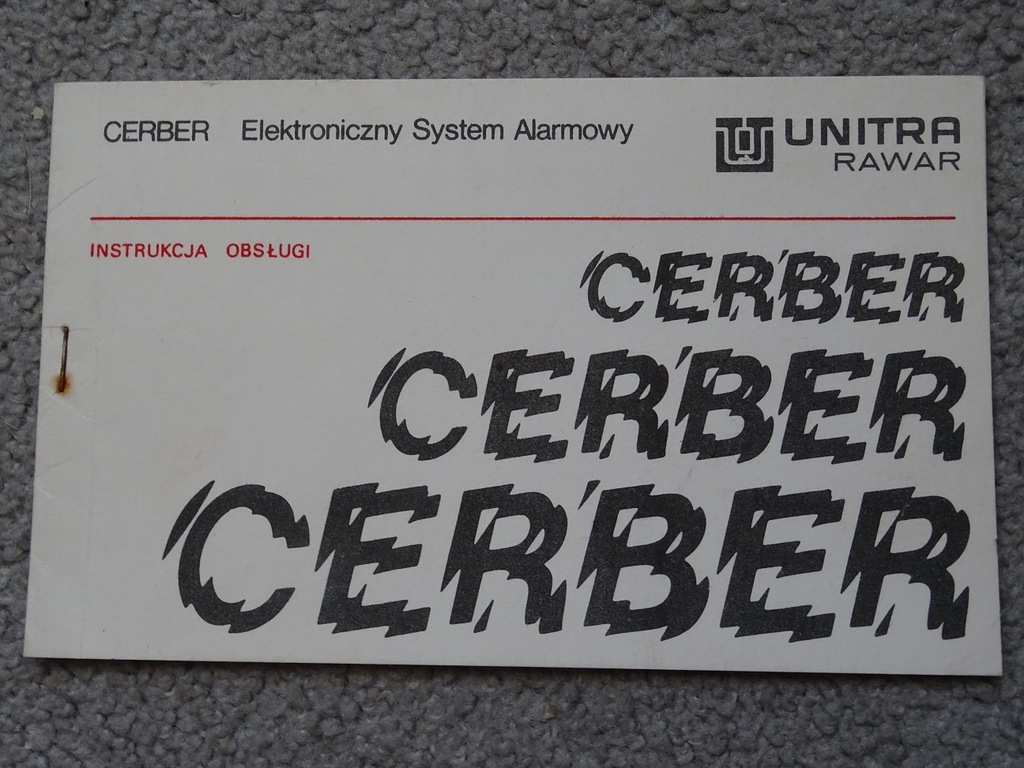 CERBER Elektroniczny System Alarmowy
UNITRA
RAWAR
INSTRUKCJA OBSŁUGI
CERBER
CERBER
CERBER